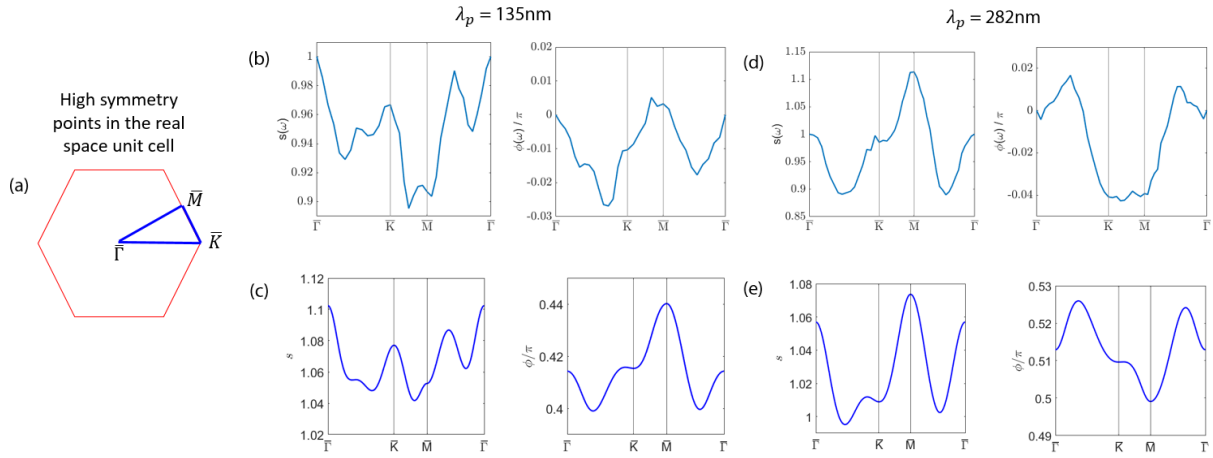 λp = 135nm
λp = 282nm
High symmetry
points in the real
space unit cell
(a)
M̅
K̅
Γ̅
(b)
s(ω)
1
0.98
0.96
0.94
0.92
0.9
Γ̅ K̅ M̅ Γ̅
ϕ(ω) / π
0.02
0.01
0
-0.01
-0.02
-0.03
Γ̅ K̅ M̅ Γ̅
(d)
s(ω)
1.15
1.1
1.05
1
0.95
0.9
0.85
Γ̅ K̅ M̅ Γ̅
ϕ(ω)/ π
0.02
0
-0.02
-0.04
Γ̅ K̅ M̅ Γ̅
(c)
s
1.12
1.1
1.08
1.06
1.04
1.02
Γ̅ K̅ M̅ Γ̅
ϕ/π
0.44
0.42
0.4
Γ̅ K̅ M̅ Γ̅
(e)
s
1.08
1.06
1.04
1.02
1
Γ̅ K̅ M̅ Γ̅
ϕ/π
0.53
0.52
0.51
0.5
0.49
Γ̅ K̅ M̅ Γ̅